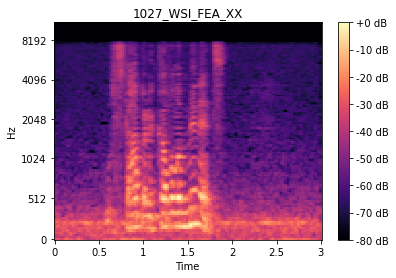 1027_WSI_FEA_XX
+0 dB
8192
-10 dB
4096
-20 dB
-30 dB
2048
-40 dB
Hz
1024
-50 dB
512
-60 dB
-70 dB
0
-80 dB
0 0.5 1 1.5 2 2.5 3
Time